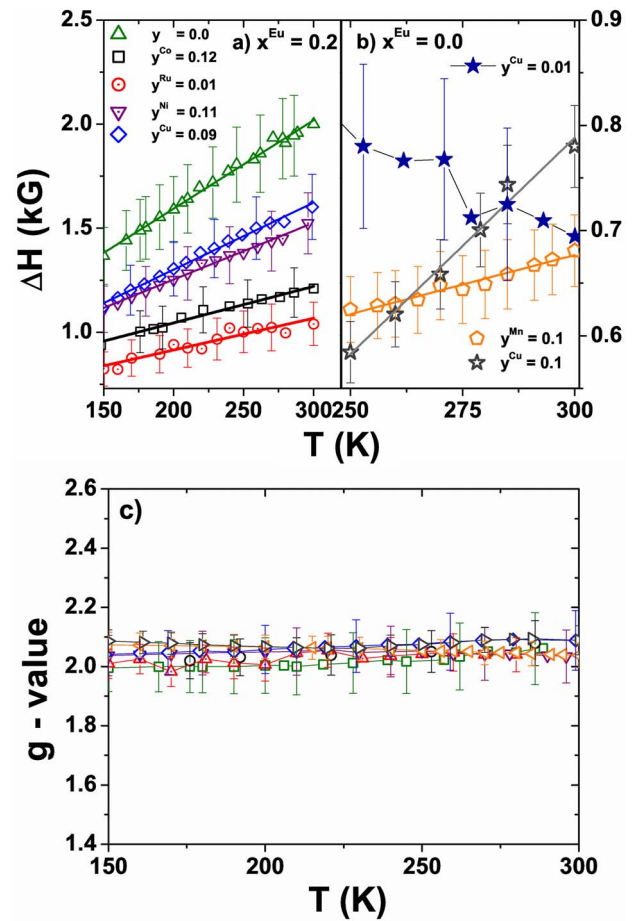 a) x^Eu = 0.2
y = 0.0
y^Co = 0.12
y^Ru = 0.01
y^Ni = 0.11
y^Cu = 0.09
2.5
2.0
1.5
1.0
ΔH (kG)
150
200
250
300
b) x^Eu = 0.0
y^Cu = 0.01
y^Mn = 0.1
y^Cu = 0.1
0.9
0.8
0.7
0.6
250
275
300
T (K)
c)
2.6
2.4
2.2
2.0
1.8
1.6
1.4
g - value
150
200
250
300
T (K)